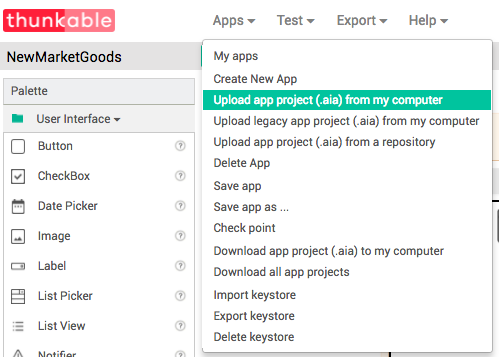 thunkable
Apps Test Export Help
NewMarketGoods
Palette
User Interface
Button
CheckBox
Date Picker
Image
Label
List Picker
List View
Notifier
My apps
Create New App
Upload app project (.aia) from my computer
Upload legacy app project (.aia) from my computer
Upload app project (.aia) from a repository
Delete App
Save app
Save app as ...
Check point
Download app project (.aia) to my computer
Download all app projects
Import keystore
Export keystore
Delete keystore